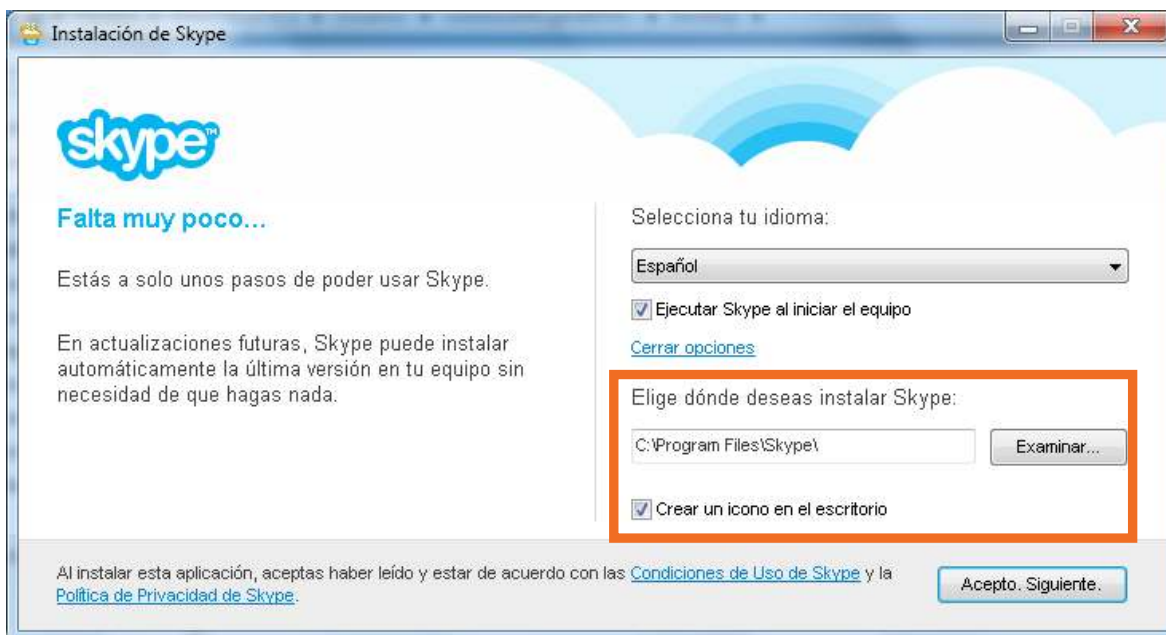 Instalación de Skype
skype™
Falta muy poco...
Estás a solo unos pasos de poder usar Skype.
En actualizaciones futuras, Skype puede instalar
automáticamente la última versión en tu equipo sin
necesidad de que hagas nada.
Selecciona tu idioma:
Español
Ejecutar Skype al iniciar el equipo
Cerrar opciones
Elige dónde deseas instalar Skype:
C:\Program Files\Skype\
Examinar...
Crear un icono en el escritorio
Al instalar esta aplicación, aceptas haber leído y estar de acuerdo con las Condiciones de Uso de Skype y la
Política de Privacidad de Skype.
Acepto. Siguiente.